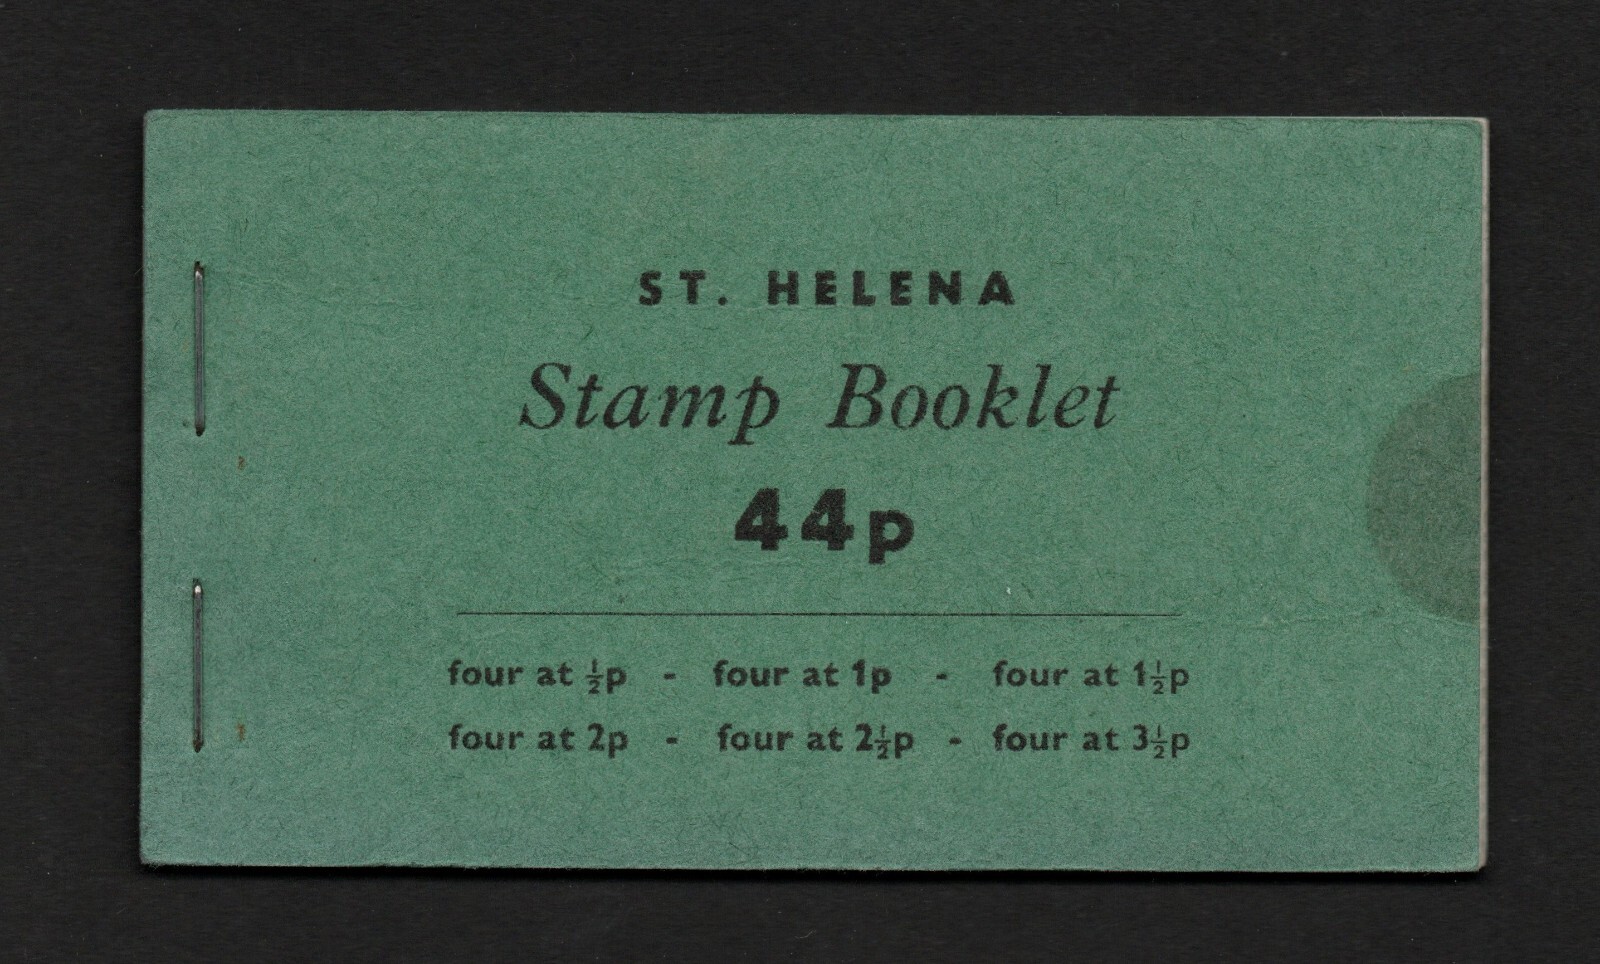 ST. HELENA
Stamp Booklet
44p
four at ½p - four at 1p - four at 1½p
four at 2p - four at 2½p - four at 3½p